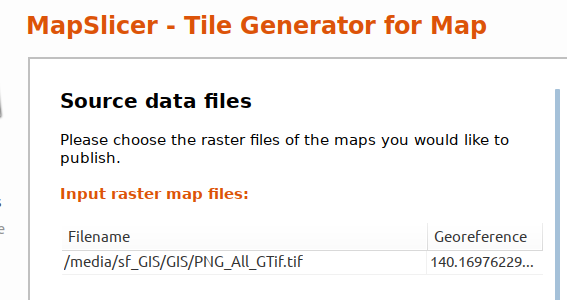 MapSlicer - Tile Generator for Map
Source data files
Please choose the raster files of the maps you would like to
publish.
Input raster map files:
Filename Georeference
/media/sf_GIS/GIS/PNG_All_GTif.tif 140.16976229...